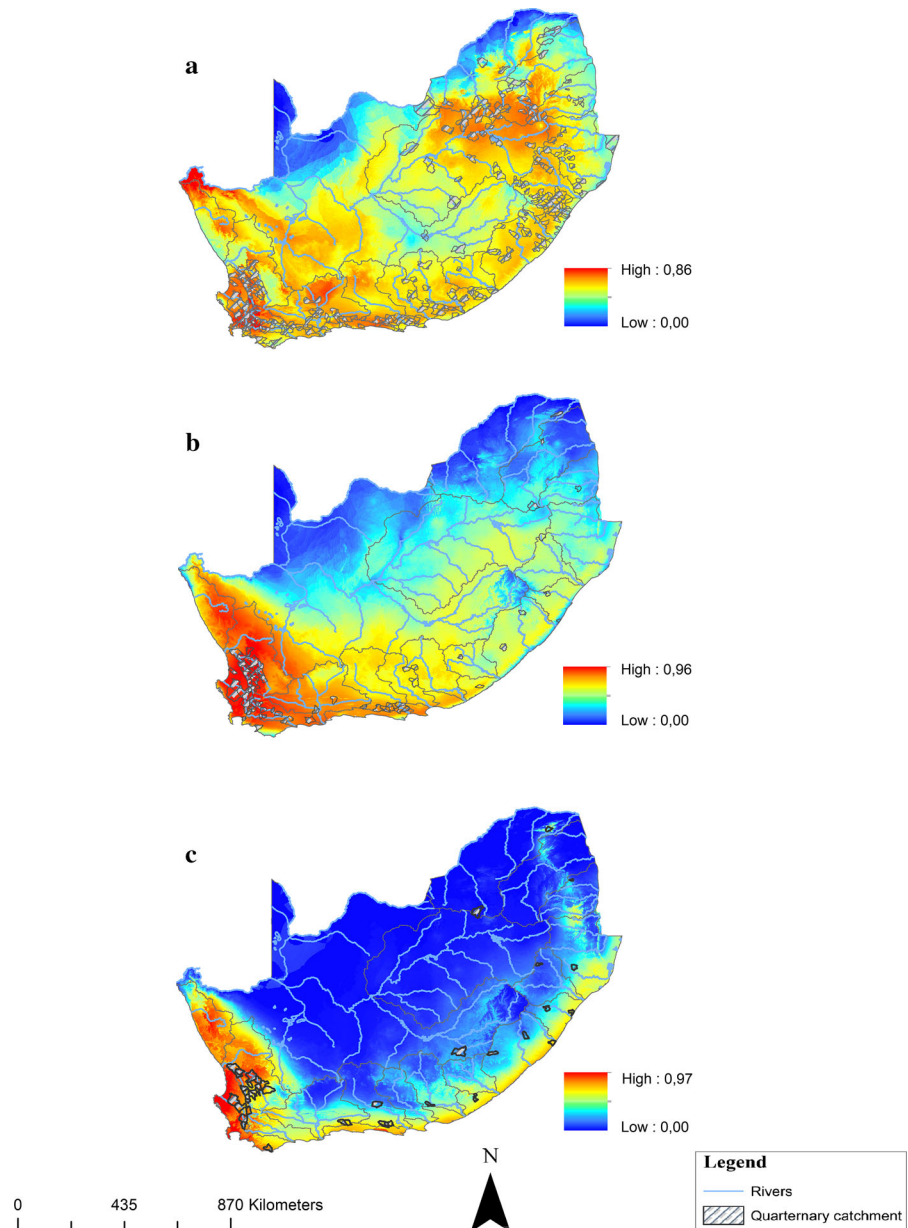 a
High : 0,86
Low : 0,00
b
High : 0,96
Low : 0,00
c
High : 0,97
Low : 0,00
N
0 435 870 Kilometers
Legend
Rivers
Quarternary catchment